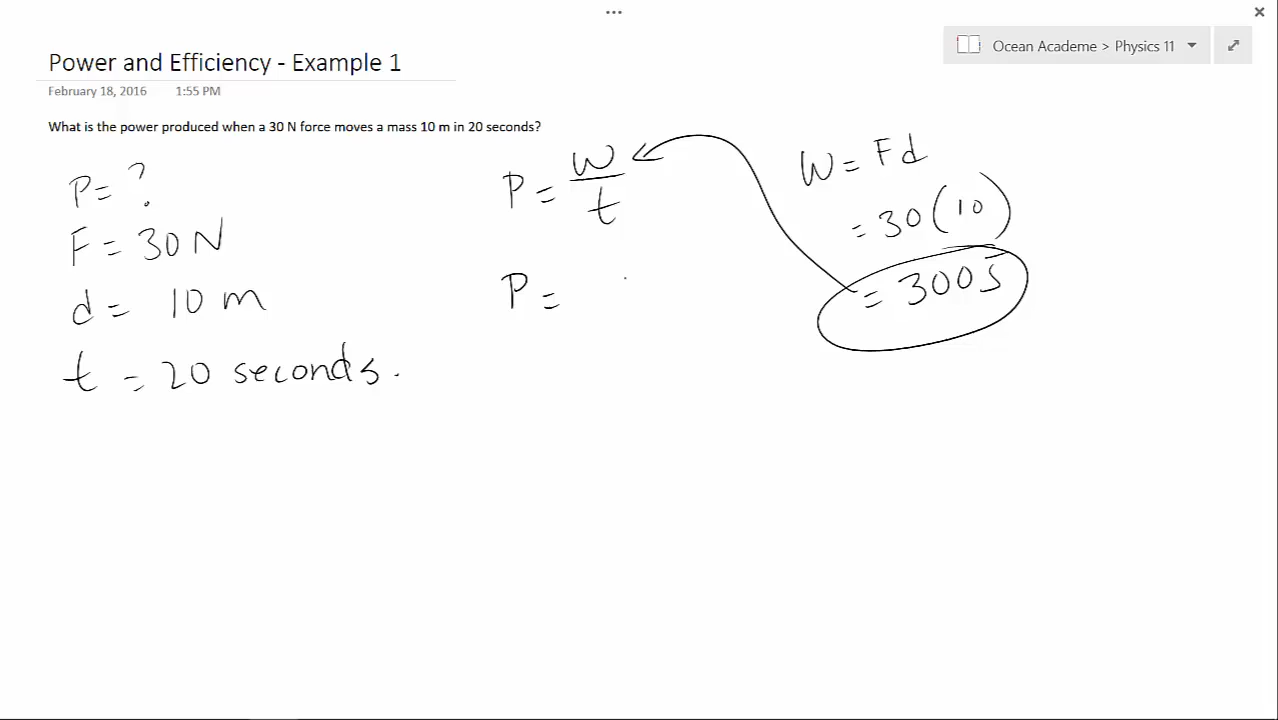 Ocean Academe > Physics 11
Power and Efficiency - Example 1
February 18, 2016 1:55 PM
What is the power produced when a 30 N force moves a mass 10 m in 20 seconds?
P = ?
F = 30 N
d = 10 m
t = 20 seconds.
P = W/t
P =
W = Fd
= 30 (10)
= 300 J